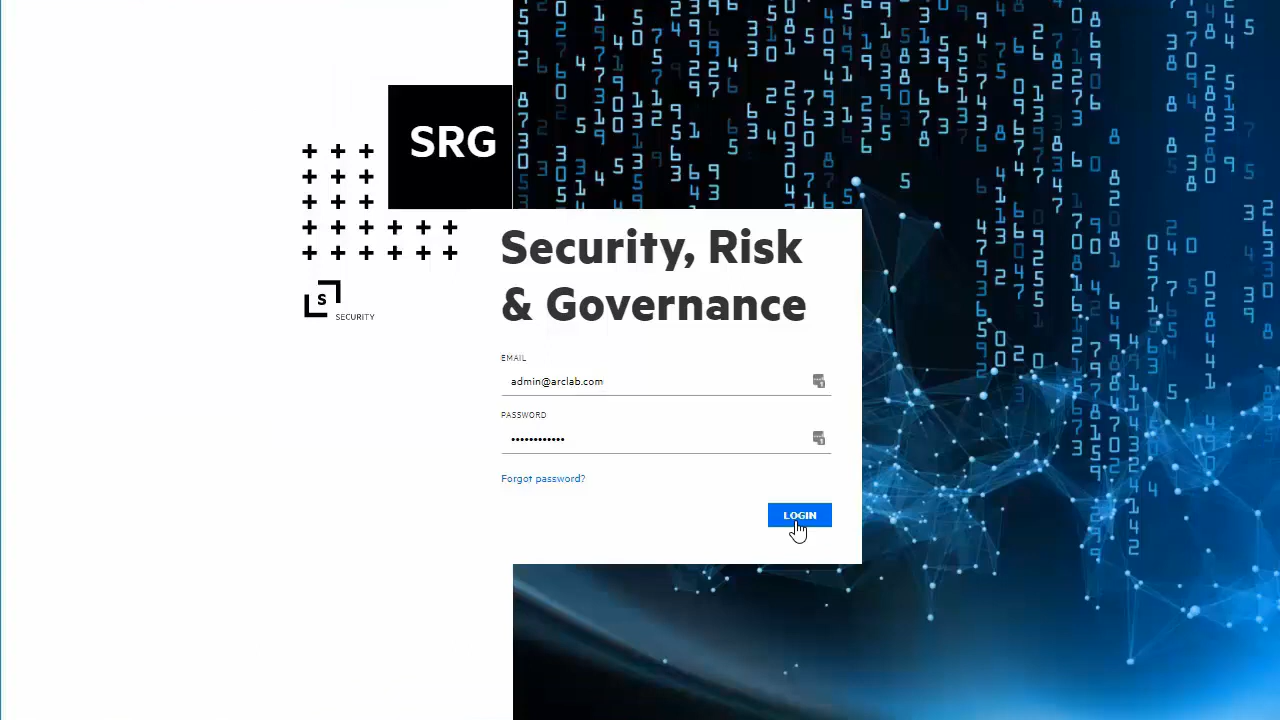 SRG
Security, Risk
& Governance
S
SECURITY
EMAIL
admin@arclab.com
PASSWORD
••••••••••••
Forgot password?
LOGIN